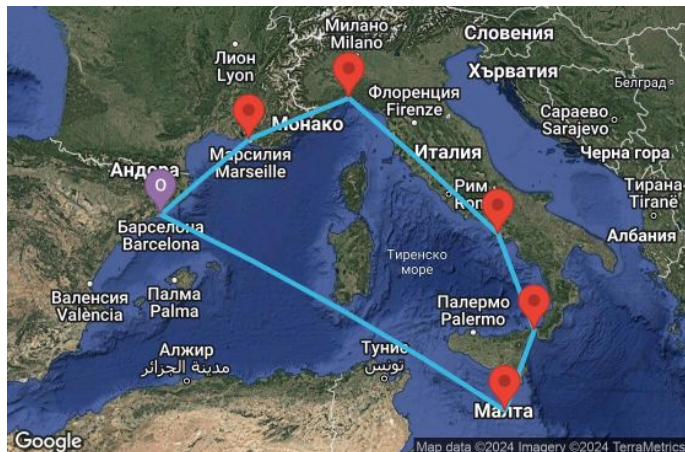 Милано
Milano
Словения
Лион
Lyon
Хърватия
Белград
Флоренция
Firenze
Монако
Сараево
Sarajevo
Марсилия
Marseille
Италия
Черна гора
Андора
Рим
Тирана
Tiranë
O
Барселона
Barcelona
Албания
Тиренско
море
Валенсия
València
Палма
Palma
Палермо
Palermo
Алжир
مدينة الجزائر
Тунис
تونس
Малта
Google
Map data ©2024 Imagery ©2024 TerraMetrics